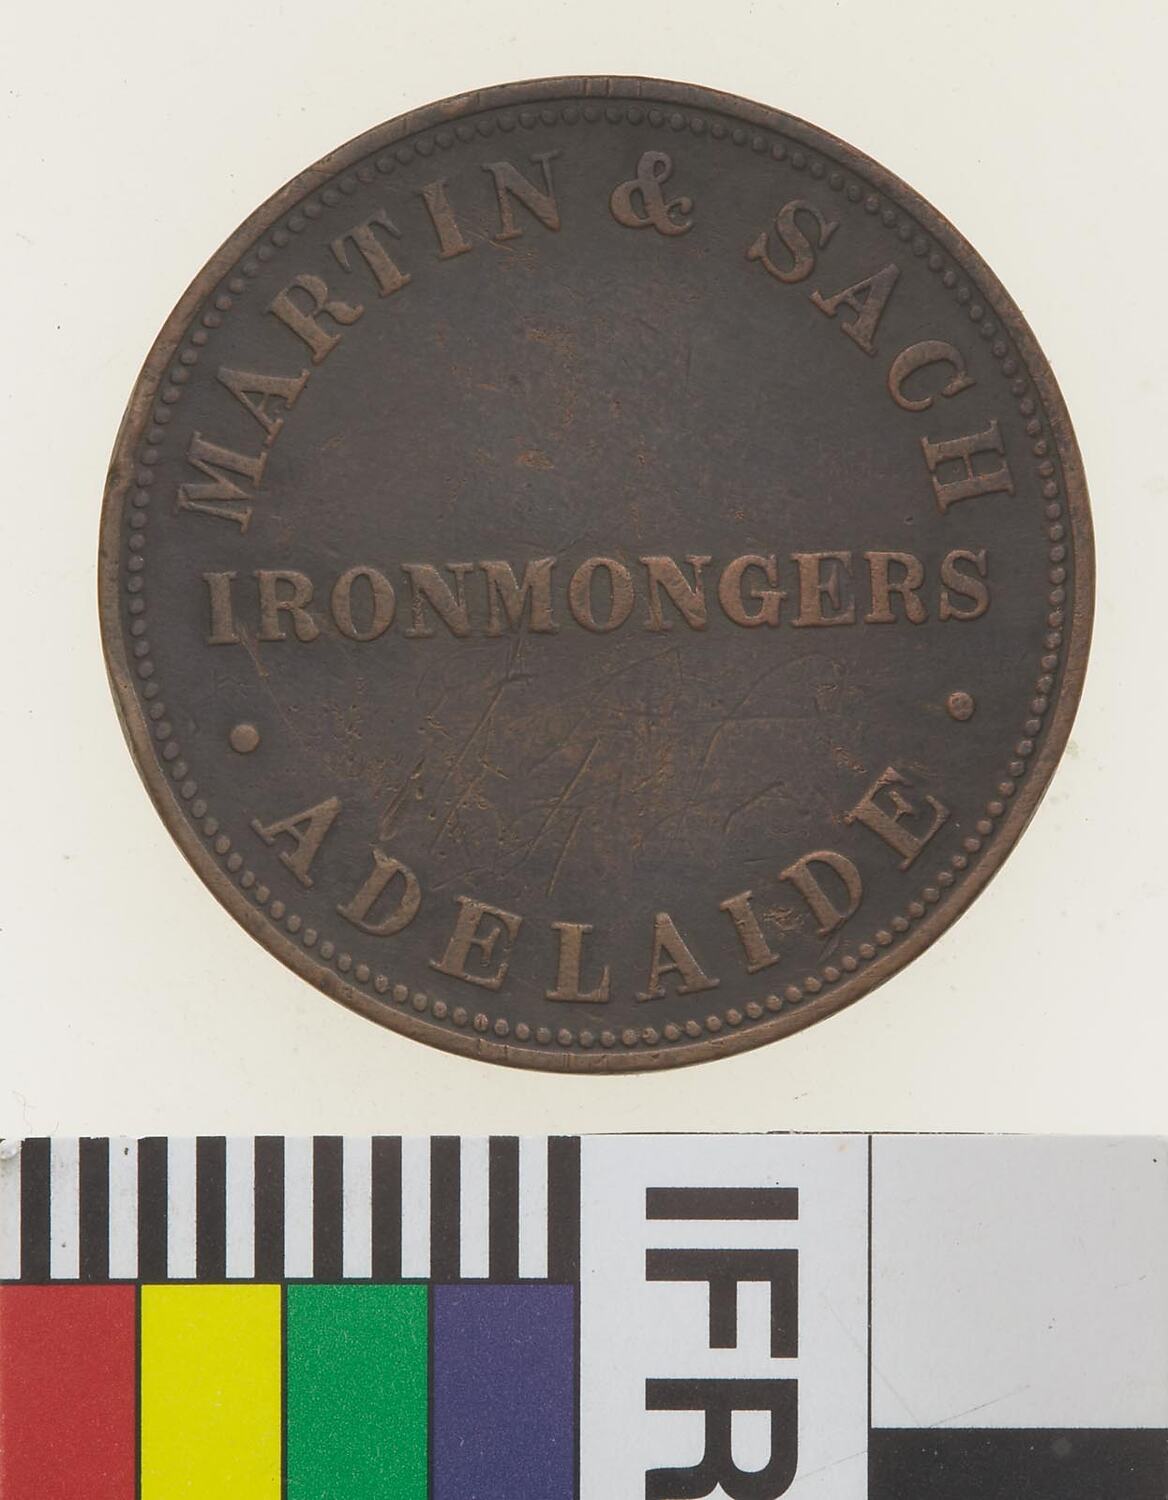 MARTIN & SACH
IRONMONGERS
• ADELAIDE •
IFR